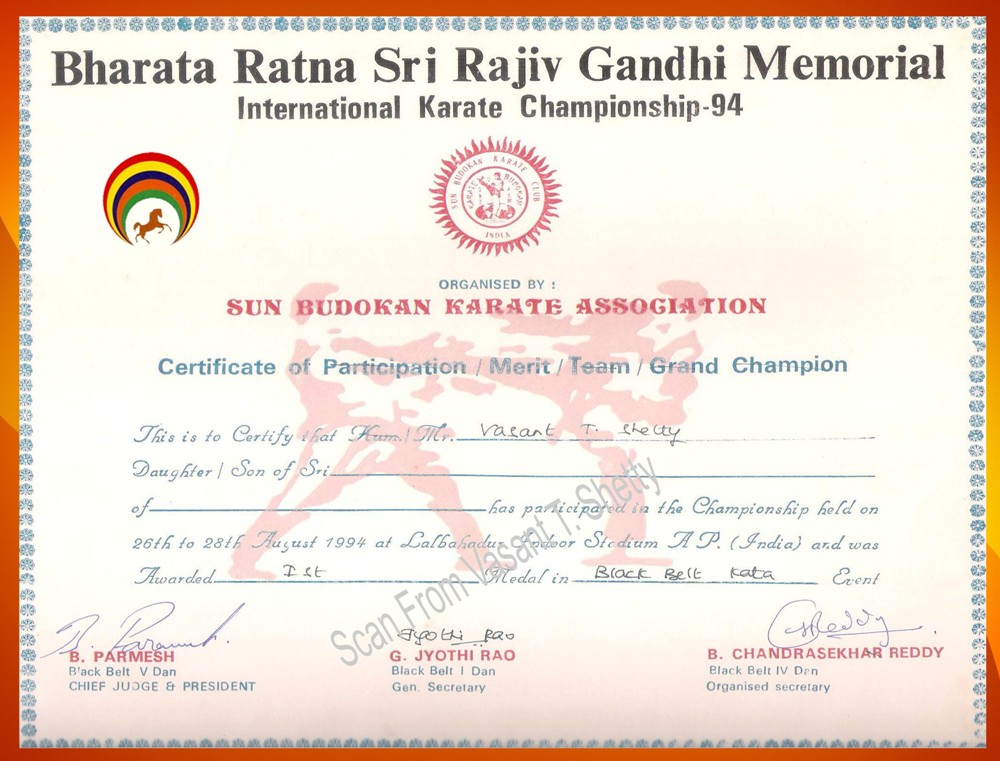 Bharata Ratna Sri Rajiv Gandhi Memorial
International Karate Championship-94
SUN BUDOKAN KARATE CLUB
KARATE BUDOKAN
INDIA
ORGANISED BY :
SUN BUDOKAN KARATE ASSOCIATION
Certificate of Participation / Merit / Team / Grand Champion
This is to Certify that Kum./Mr. Vasant T. Shetty
Daughter / Son of Sri
of has participated in the Championship held on
26th to 28th August 1994 at Lalbahadur Indoor Stadium A.P. (India) and was
Awarded Ist Medal in Black Belt Kata Event
Scan From Vasant T. Shetty
Jyothi Rao
B. PARMESH
Black Belt V Dan
CHIEF JUDGE & PRESIDENT
G. JYOTHI RAO
Black Belt I Dan
Gen. Secretary
B. CHANDRASEKHAR REDDY
Black Belt IV Dan
Organised secretary